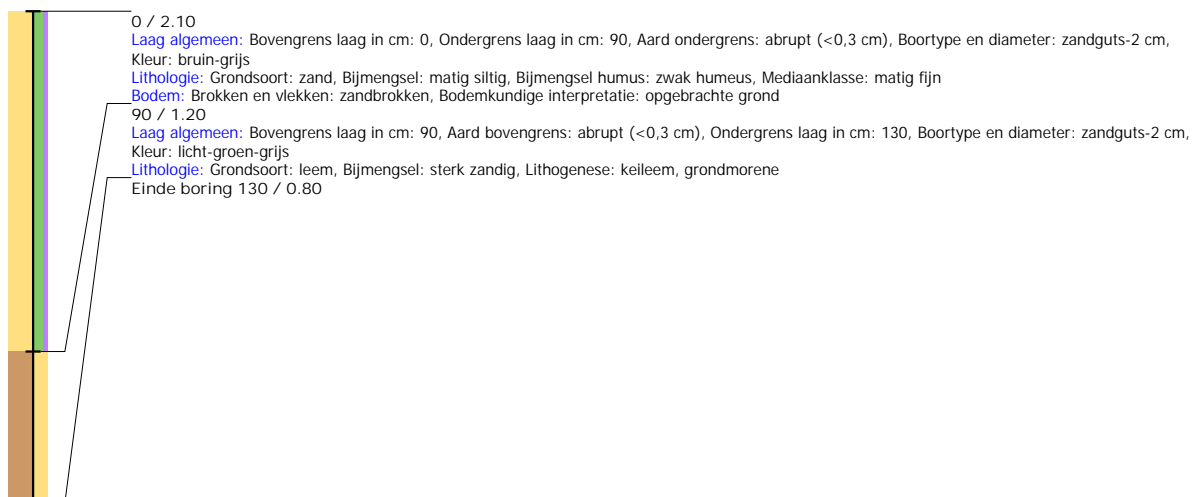 0 / 2.10
Laag algemeen: Bovengrens laag in cm: 0, Ondergrens laag in cm: 90, Aard ondergrens: abrupt (<0,3 cm), Boortype en diameter: zandguts-2 cm,
Kleur: bruin-grijs
Lithologie: Grondsoort: zand, Bijmengsel: matig siltig, Bijmengsel humus: zwak humeus, Mediaanklasse: matig fijn
Bodem: Brokken en vlekken: zandbrokken, Bodemkundige interpretatie: opgebrachte grond
90 / 1.20
Laag algemeen: Bovengrens laag in cm: 90, Aard bovengrens: abrupt (<0,3 cm), Ondergrens laag in cm: 130, Boortype en diameter: zandguts-2 cm,
Kleur: licht-groen-grijs
Lithologie: Grondsoort: leem, Bijmengsel: sterk zandig, Lithogenese: keileem, grondmorene
Einde boring 130 / 0.80